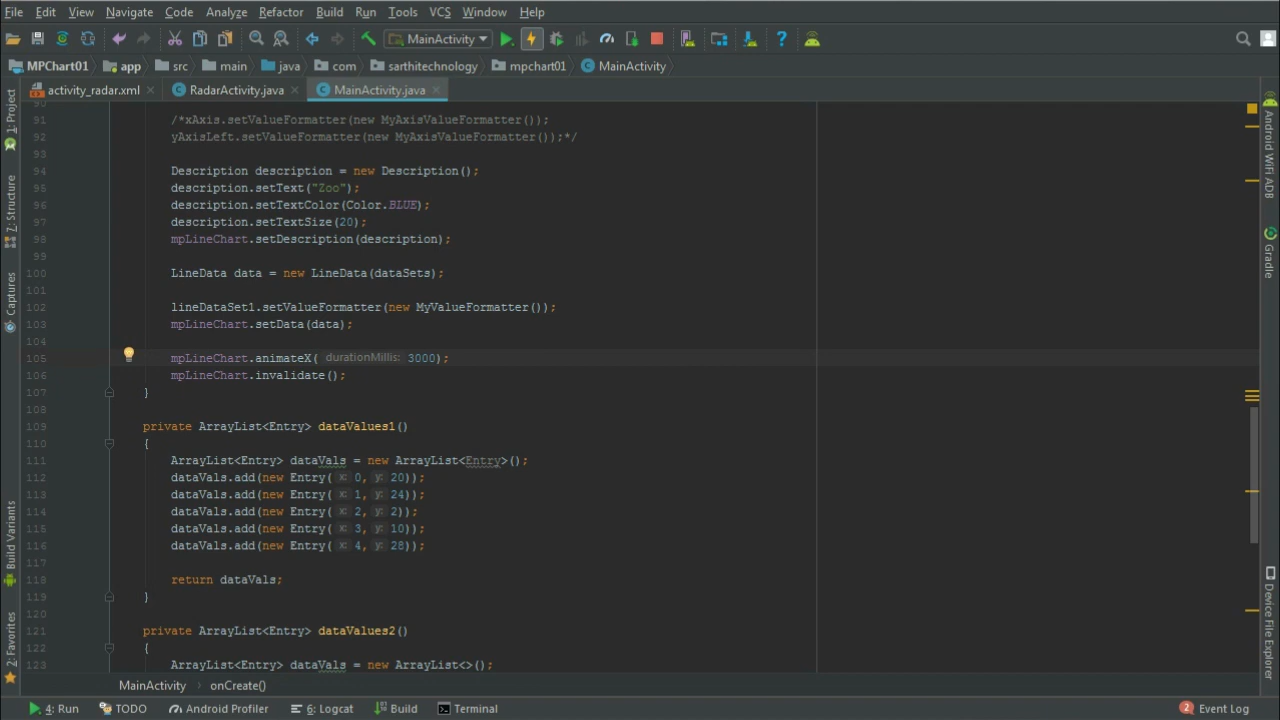 File Edit View Navigate Code Analyze Refactor Build Run Tools VCS Window Help
MainActivity
MPChart01 app src main java com sarthitechnology mpchart01 MainActivity
activity_radar.xml RadarActivity.java MainActivity.java
1: Project
7: Structure
Captures
Build Variants
2: Favorites
90
91 /*xAxis.setValueFormatter(new MyAxisValueFormatter());
92 yAxisLeft.setValueFormatter(new MyAxisValueFormatter());*/
93
94 Description description = new Description();
95 description.setText("Zoo");
96 description.setTextColor(Color.BLUE);
97 description.setTextSize(20);
98 mpLineChart.setDescription(description);
99
100 LineData data = new LineData(dataSets);
101
102 lineDataSet1.setValueFormatter(new MyValueFormatter());
103 mpLineChart.setData(data);
104
105 mpLineChart.animateX( durationMillis: 3000);
106 mpLineChart.invalidate();
107 }
108
109 private ArrayList<Entry> dataValues1()
110 {
111 ArrayList<Entry> dataVals = new ArrayList<Entry>();
112 dataVals.add(new Entry( x: 0, y: 20));
113 dataVals.add(new Entry( x: 1, y: 24));
114 dataVals.add(new Entry( x: 2, y: 2));
115 dataVals.add(new Entry( x: 3, y: 10));
116 dataVals.add(new Entry( x: 4, y: 28));
117
118 return dataVals;
119 }
120
121 private ArrayList<Entry> dataValues2()
122 {
123 ArrayList<Entry> dataVals = new ArrayList<>();
Android WiFi ADB
Gradle
Device File Explorer
MainActivity onCreate()
4: Run TODO Android Profiler 6: Logcat Build Terminal 2 Event Log